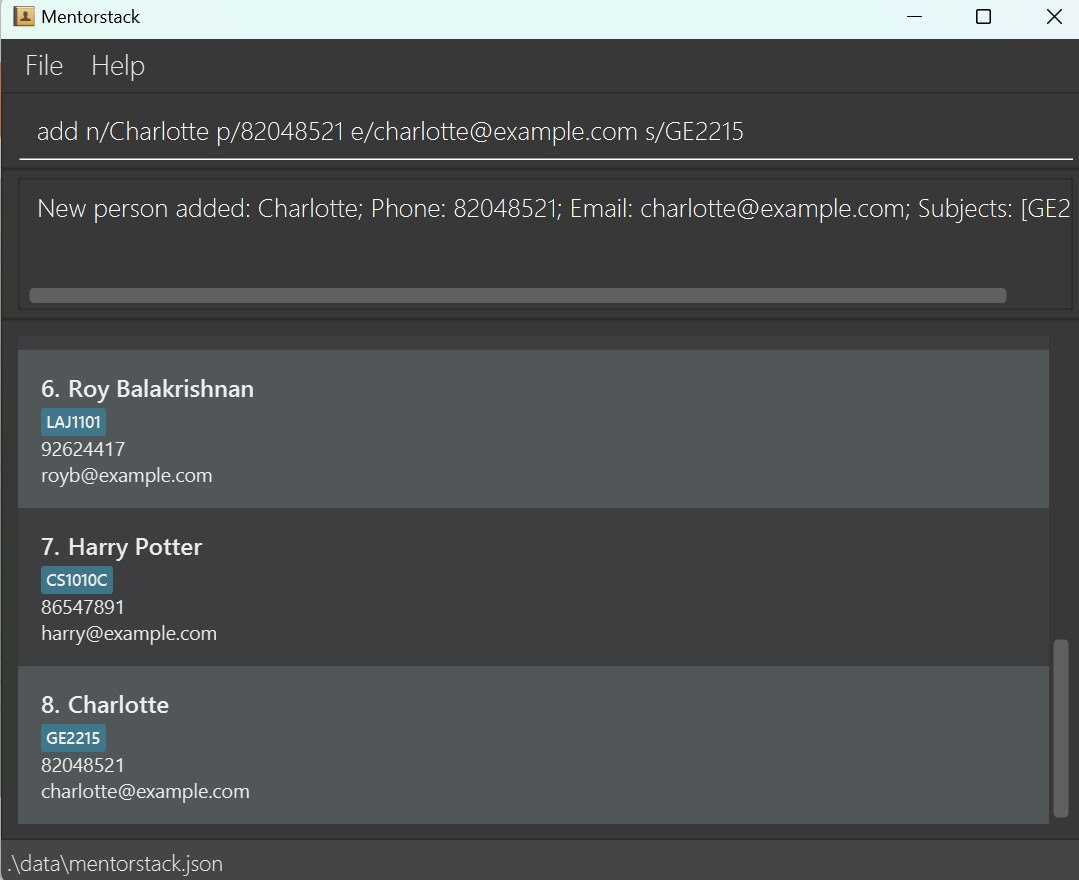 Mentorstack
File Help
add n/Charlotte p/82048521 e/charlotte@example.com s/GE2215
New person added: Charlotte; Phone: 82048521; Email: charlotte@example.com; Subjects: [GE2
6. Roy Balakrishnan
LAJ1101
92624417
royb@example.com
7. Harry Potter
CS1010C
86547891
harry@example.com
8. Charlotte
GE2215
82048521
charlotte@example.com
.\data\mentorstack.json